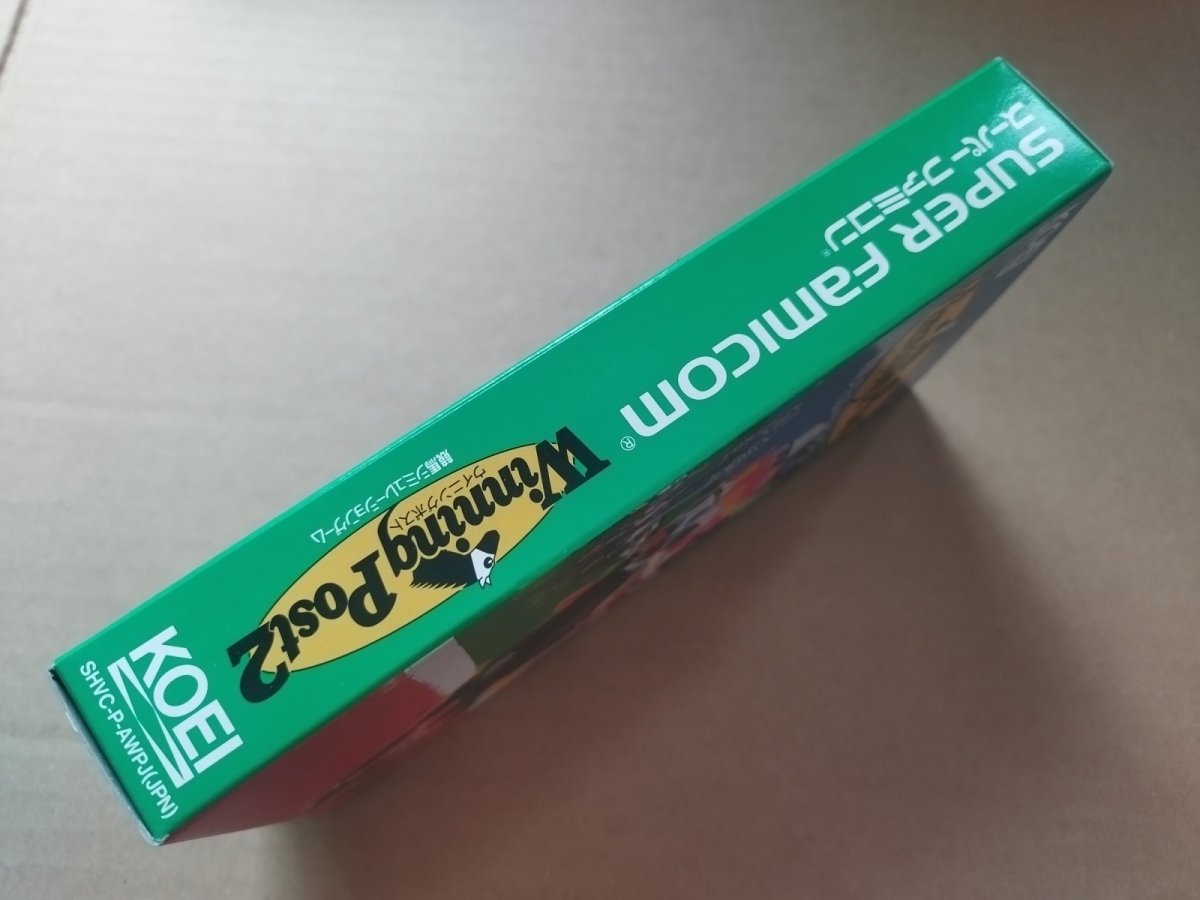 SUPER Famicom®
スーパーファミコン®
競馬シミュレーションゲーム
Winning Post2
ウイニングポスト
KOEI
SHVC-P-AWPJ(JPN)